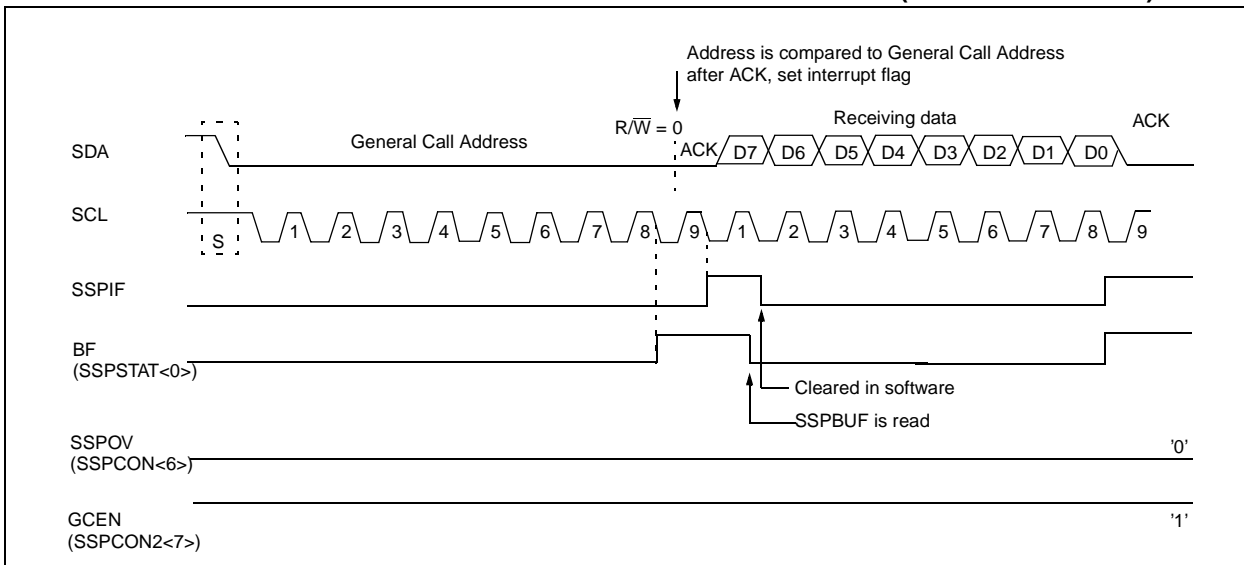 Address is compared to General Call Address
after ACK, set interrupt flag
R/W̅ = 0
Receiving data
ACK
General Call Address
SDA
ACK
D7 D6 D5 D4 D3 D2 D1 D0
SCL
S
1 2 3 4 5 6 7 8 9 1 2 3 4 5 6 7 8 9
SSPIF
BF
(SSPSTAT<0>)
Cleared in software
SSPBUF is read
SSPOV
(SSPCON<6>)
'0'
GCEN
(SSPCON2<7>)
'1'